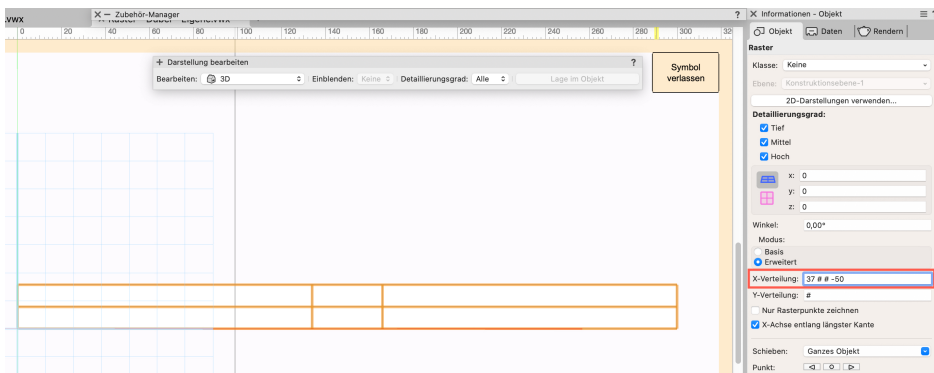 .vwx
× – Zubehör-Manager ?
0 20 40 60 80 100 120 140 160 180 200 220 240 260 280 300 32
+ Darstellung bearbeiten ?
Bearbeiten: 3D Einblenden: Keine Detaillierungsgrad: Alle Lage im Objekt
Symbol
verlassen
× Informationen - Objekt
Objekt Daten Rendern
Raster
Klasse: Keine
Ebene: Konstruktionsebene-1
2D-Darstellungen verwenden...
Detaillierungsgrad:
Tief
Mittel
Hoch
x: 0
y: 0
z: 0
Winkel: 0,00°
Modus:
Basis
Erweitert
X-Verteilung: 37 # # -50
Y-Verteilung: #
Nur Rasterpunkte zeichnen
X-Achse entlang längster Kante
Schieben: Ganzes Objekt
Punkt: